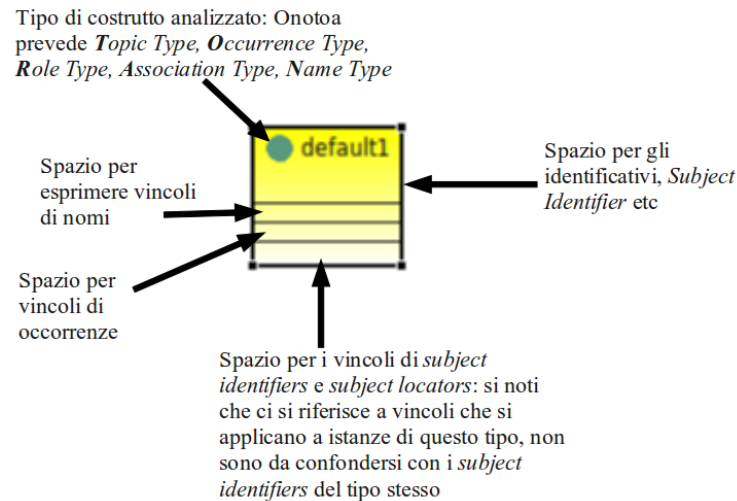 Tipo di costrutto analizzato: Onotoa
prevede Topic Type, Occurrence Type,
Role Type, Association Type, Name Type
default1
Spazio per
esprimere vincoli
di nomi
Spazio per gli
identificativi, Subject
Identifier etc
Spazio per
vincoli di
occorrenze
Spazio per i vincoli di subject
identifiers e subject locators: si noti
che ci si riferisce a vincoli che si
applicano a istanze di questo tipo, non
sono da confondersi con i subject
identifiers del tipo stesso